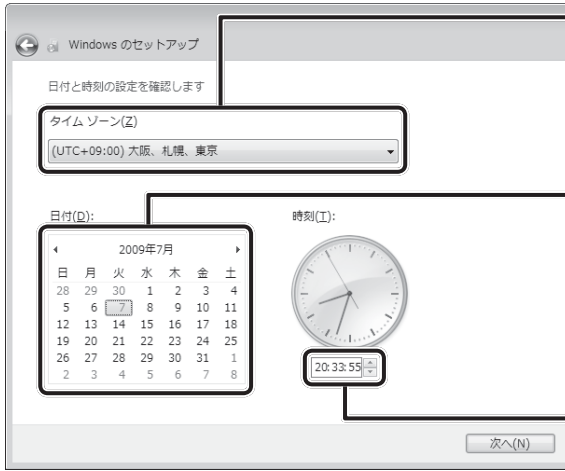 Windows のセットアップ
日付と時刻の設定を確認します
タイム ゾーン(Z)
(UTC+09:00) 大阪、札幌、東京
日付(D):
時刻(T):
2009年7月
日 月 火 水 木 金 土
28 29 30 1 2 3 4
5 6 7 8 9 10 11
12 13 14 15 16 17 18
19 20 21 22 23 24 25
26 27 28 29 30 31 1
2 3 4 5 6 7 8
20:33:55
次へ(N)